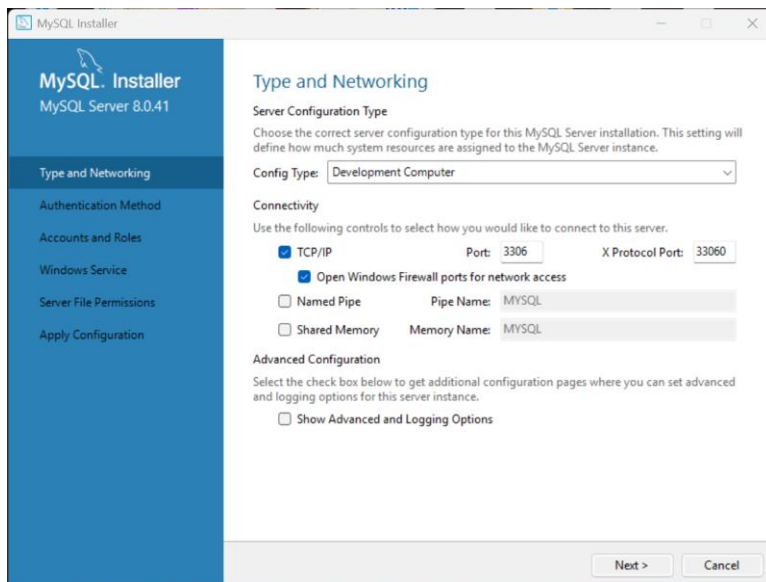 MySQL Installer
MySQL. Installer
MySQL Server 8.0.41
Type and Networking
Authentication Method
Accounts and Roles
Windows Service
Server File Permissions
Apply Configuration
Type and Networking
Server Configuration Type
Choose the correct server configuration type for this MySQL Server installation. This setting will
define how much system resources are assigned to the MySQL Server instance.
Config Type: Development Computer
Connectivity
Use the following controls to select how you would like to connect to this server.
TCP/IP Port: 3306 X Protocol Port: 33060
Open Windows Firewall ports for network access
Named Pipe Pipe Name: MYSQL
Shared Memory Memory Name: MYSQL
Advanced Configuration
Select the check box below to get additional configuration pages where you can set advanced
and logging options for this server instance.
Show Advanced and Logging Options
Next > Cancel